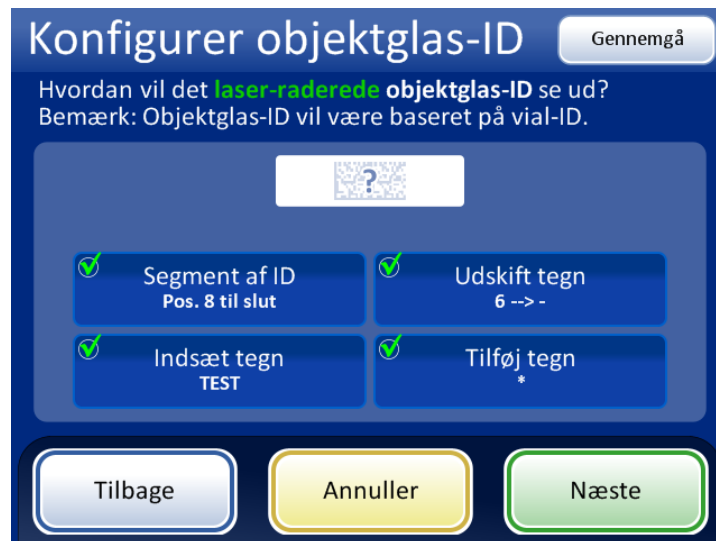 Konfigurer objektglas-ID
Gennemgå
Hvordan vil det laser-raderede objektglas-ID se ud?
Bemærk: Objektglas-ID vil være baseret på vial-ID.
?
Segment af ID
Pos. 8 til slut
Udskift tegn
6 --> -
Indsæt tegn
TEST
Tilføj tegn
*
Tilbage
Annuller
Næste